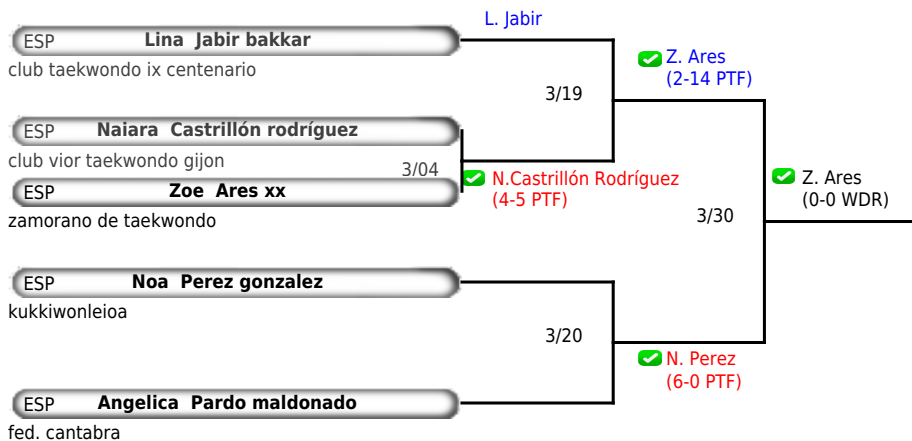 L. Jabir
ESP Lina Jabir bakkar
club taekwondo ix centenario
Z. Ares
(2-14 PTF)
3/19
ESP Naiara Castrillón rodríguez
club vior taekwondo gijon
3/04
N.Castrillón Rodríguez
(4-5 PTF)
Z. Ares
(0-0 WDR)
ESP Zoe Ares xx
zamorano de taekwondo
3/30
ESP Noa Perez gonzalez
kukkiwonleioa
3/20
N. Perez
(6-0 PTF)
ESP Angelica Pardo maldonado
fed. cantabra